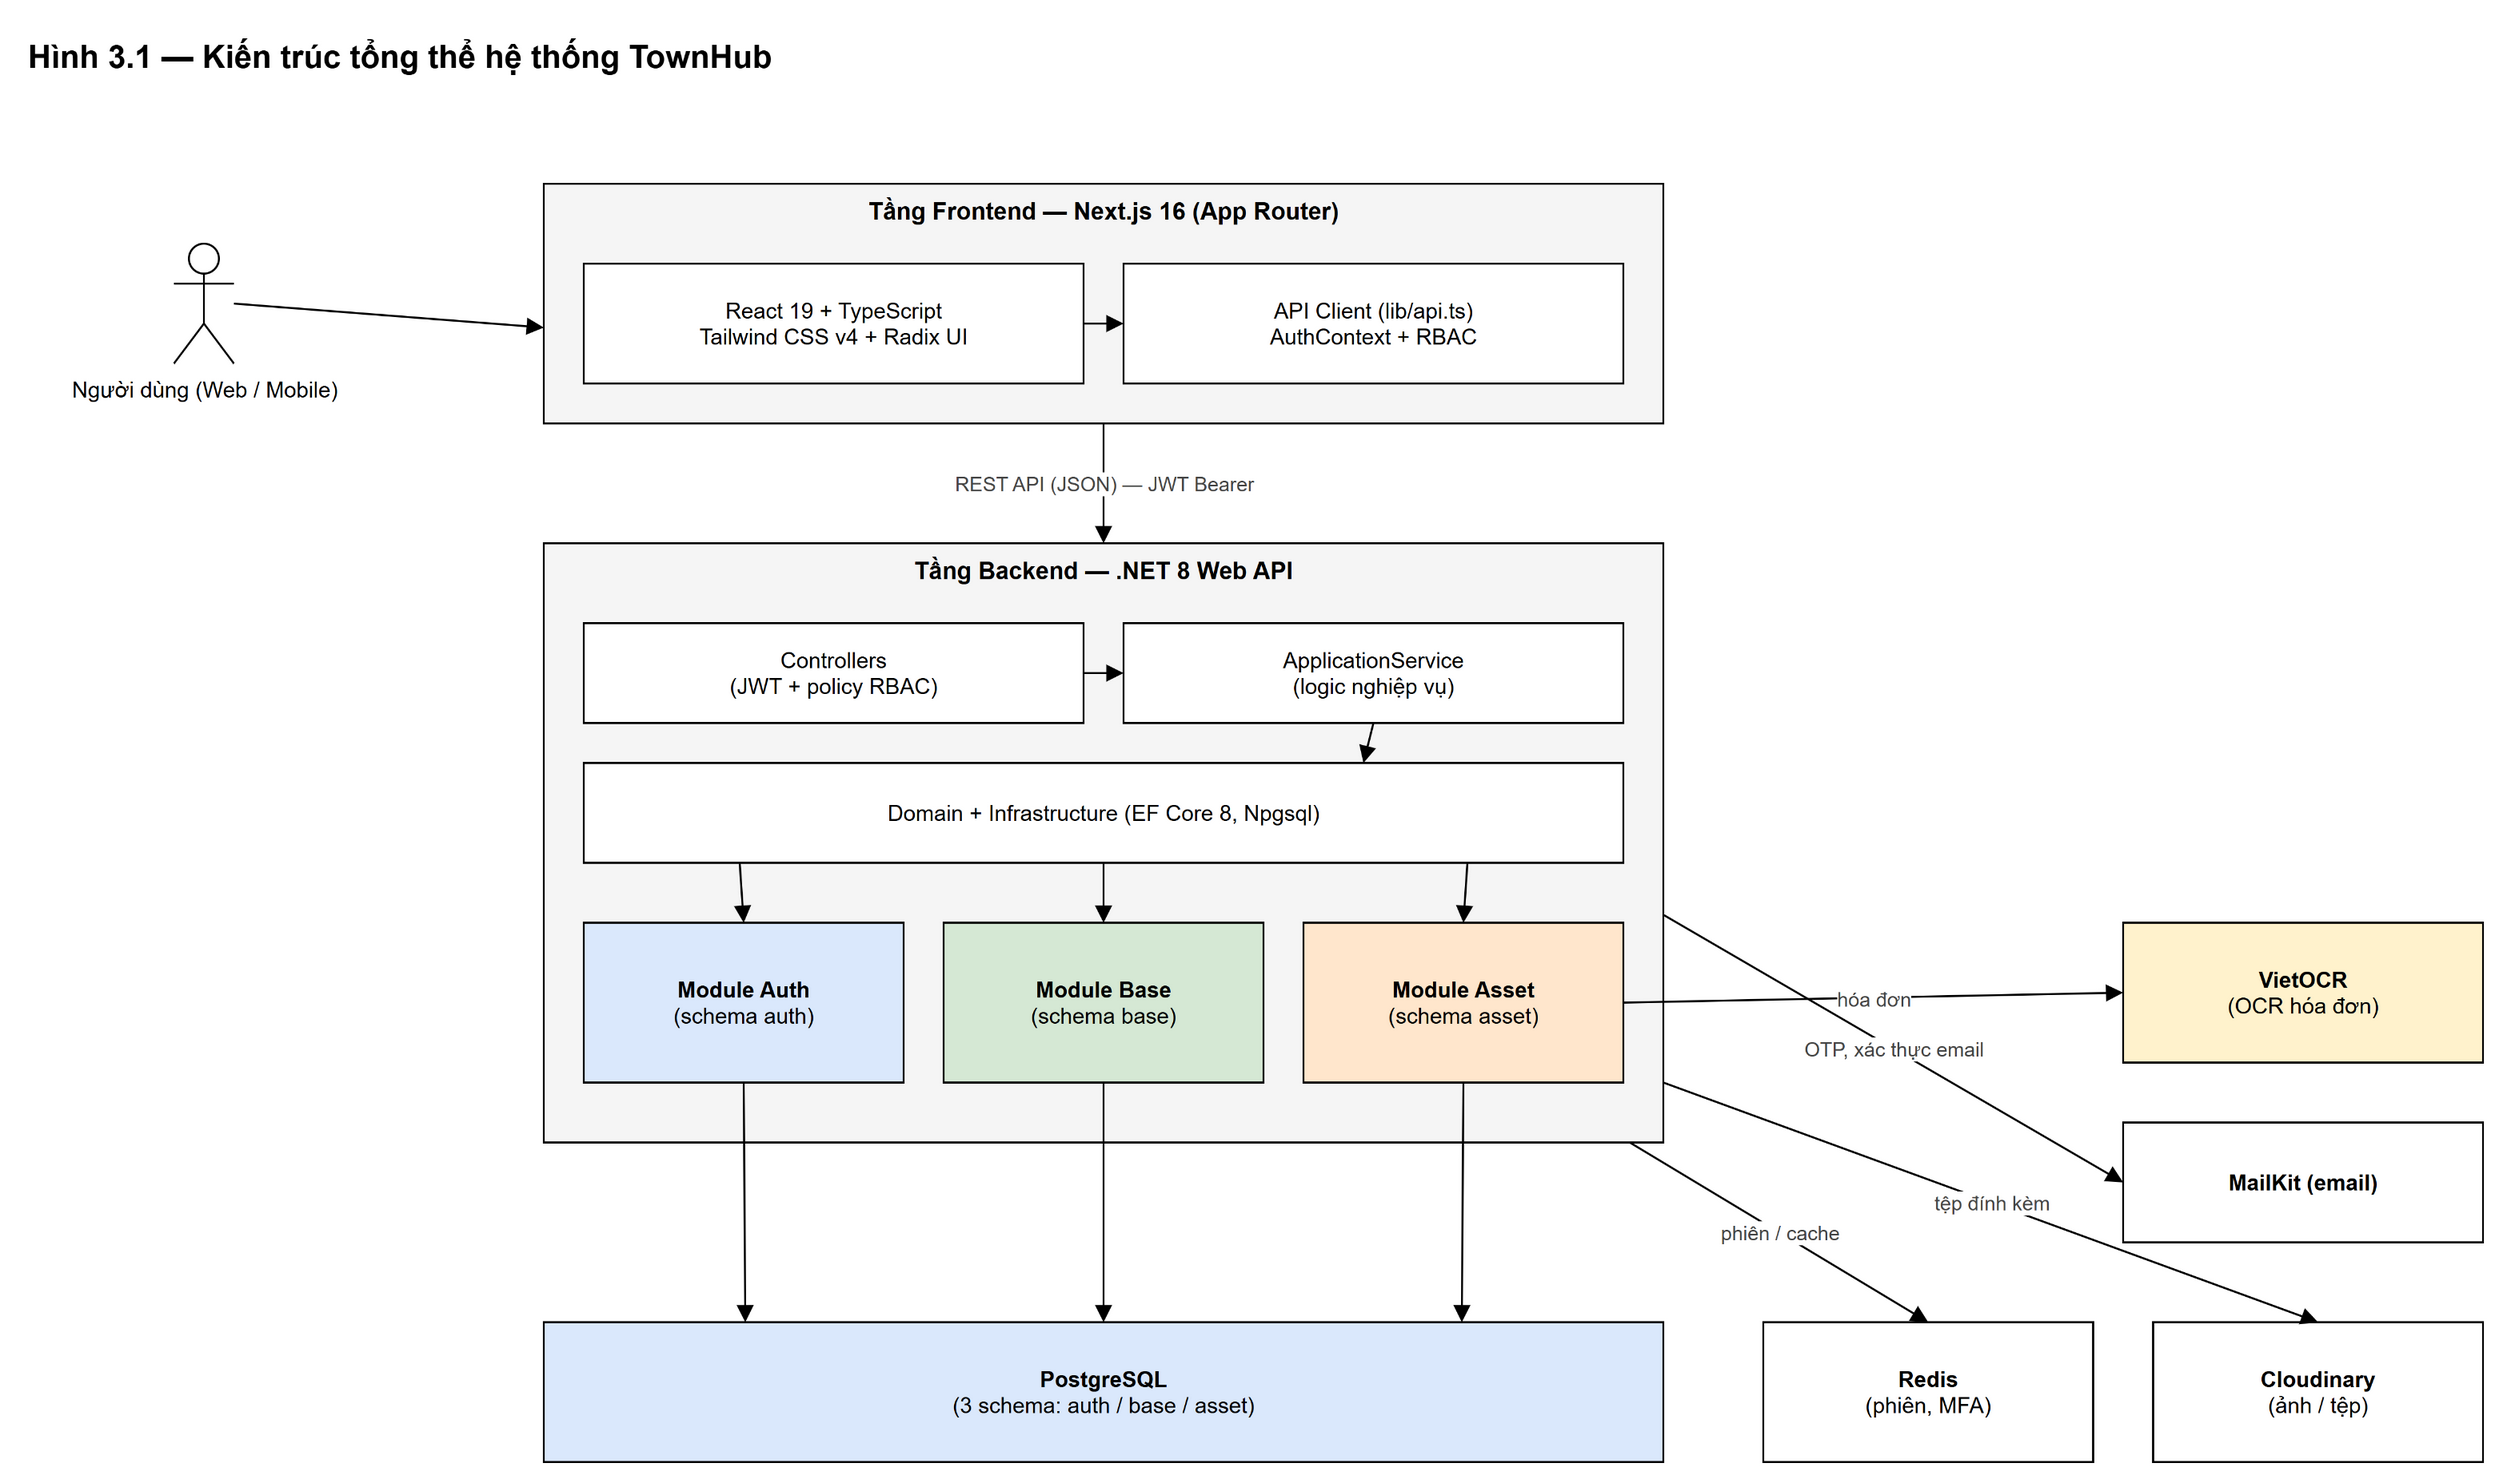 Hình 3.1 — Kiến trúc tổng thể hệ thống TownHub
Tầng Frontend — Next.js 16 (App Router)
React 19 + TypeScript
Tailwind CSS v4 + Radix UI
API Client (lib/api.ts)
AuthContext + RBAC
Người dùng (Web / Mobile)
REST API (JSON) — JWT Bearer
Tầng Backend — .NET 8 Web API
Controllers
(JWT + policy RBAC)
ApplicationService
(logic nghiệp vụ)
Domain + Infrastructure (EF Core 8, Npgsql)
Module Auth
(schema auth)
Module Base
(schema base)
Module Asset
(schema asset)
hóa đơn
VietOCR
(OCR hóa đơn)
OTP, xác thực email
MailKit (email)
tệp đính kèm
phiên / cache
PostgreSQL
(3 schema: auth / base / asset)
Redis
(phiên, MFA)
Cloudinary
(ảnh / tệp)